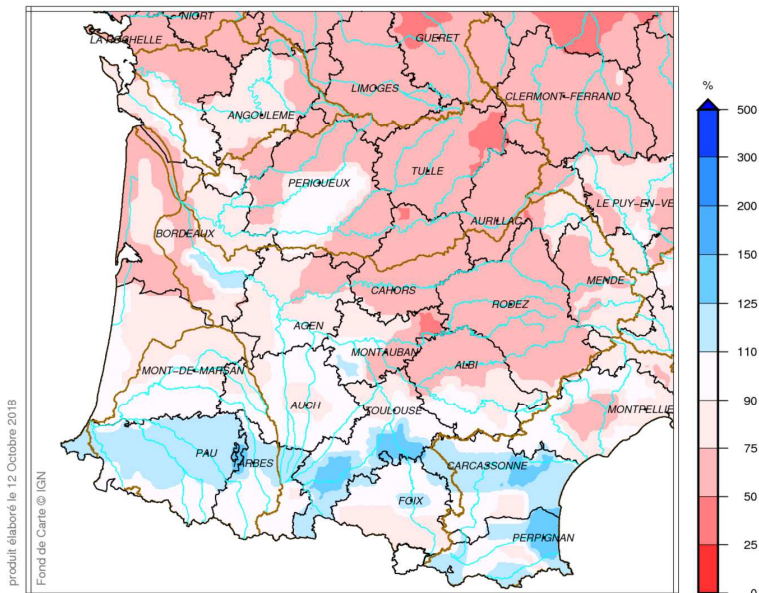 NIORT
LA ROCHELLE
GUERET
%
LIMOGES
CLERMONT-FERRAND
500
ANGOULEME
300
TULLE
PERIGUEUX
200
LE PUY-EN-VE
AURILLAC
BORDEAUX
150
MENDE
CAHORS
125
RODEZ
AGEN
110
MONTAUBAN
ALBI
MONT-DE-MARSAN
90
AUCH
TOULOUSE
MONTPELLIE
75
PAU
TARBES
CARCASSONNE
50
FOIX
PERPIGNAN
25
0
produit élaboré le 12 Octobre 2018
Fond de Carte © IGN